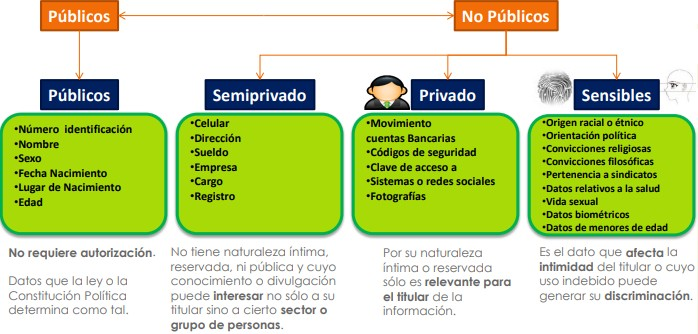 Públicos
No Públicos
Públicos
•Número identificación
•Nombre
•Sexo
•Fecha Nacimiento
•Lugar de Nacimiento
•Edad
No requiere autorización.
Datos que la ley o la
Constitución Política
determina como tal.
Semiprivado
•Celular
•Dirección
•Sueldo
•Empresa
•Cargo
•Registro
No tiene naturaleza íntima,
reservada, ni pública y cuyo
conocimiento o divulgación
puede interesar no sólo a su
titular sino a cierto sector o
grupo de personas.
Privado
•Movimiento
cuentas Bancarias
•Códigos de seguridad
•Clave de acceso a
•Sistemas o redes sociales
•Fotografías
Por su naturaleza
íntima o reservada
sólo es relevante para
el titular de la
información.
Sensibles
•Origen racial o étnico
•Orientación política
•Convicciones religiosas
•Convicciones filosóficas
•Pertenencia a sindicatos
•Datos relativos a la salud
•Vida sexual
•Datos biométricos
•Datos de menores de edad
Es el dato que afecta la
intimidad del titular o cuyo
uso indebido puede
generar su discriminación.